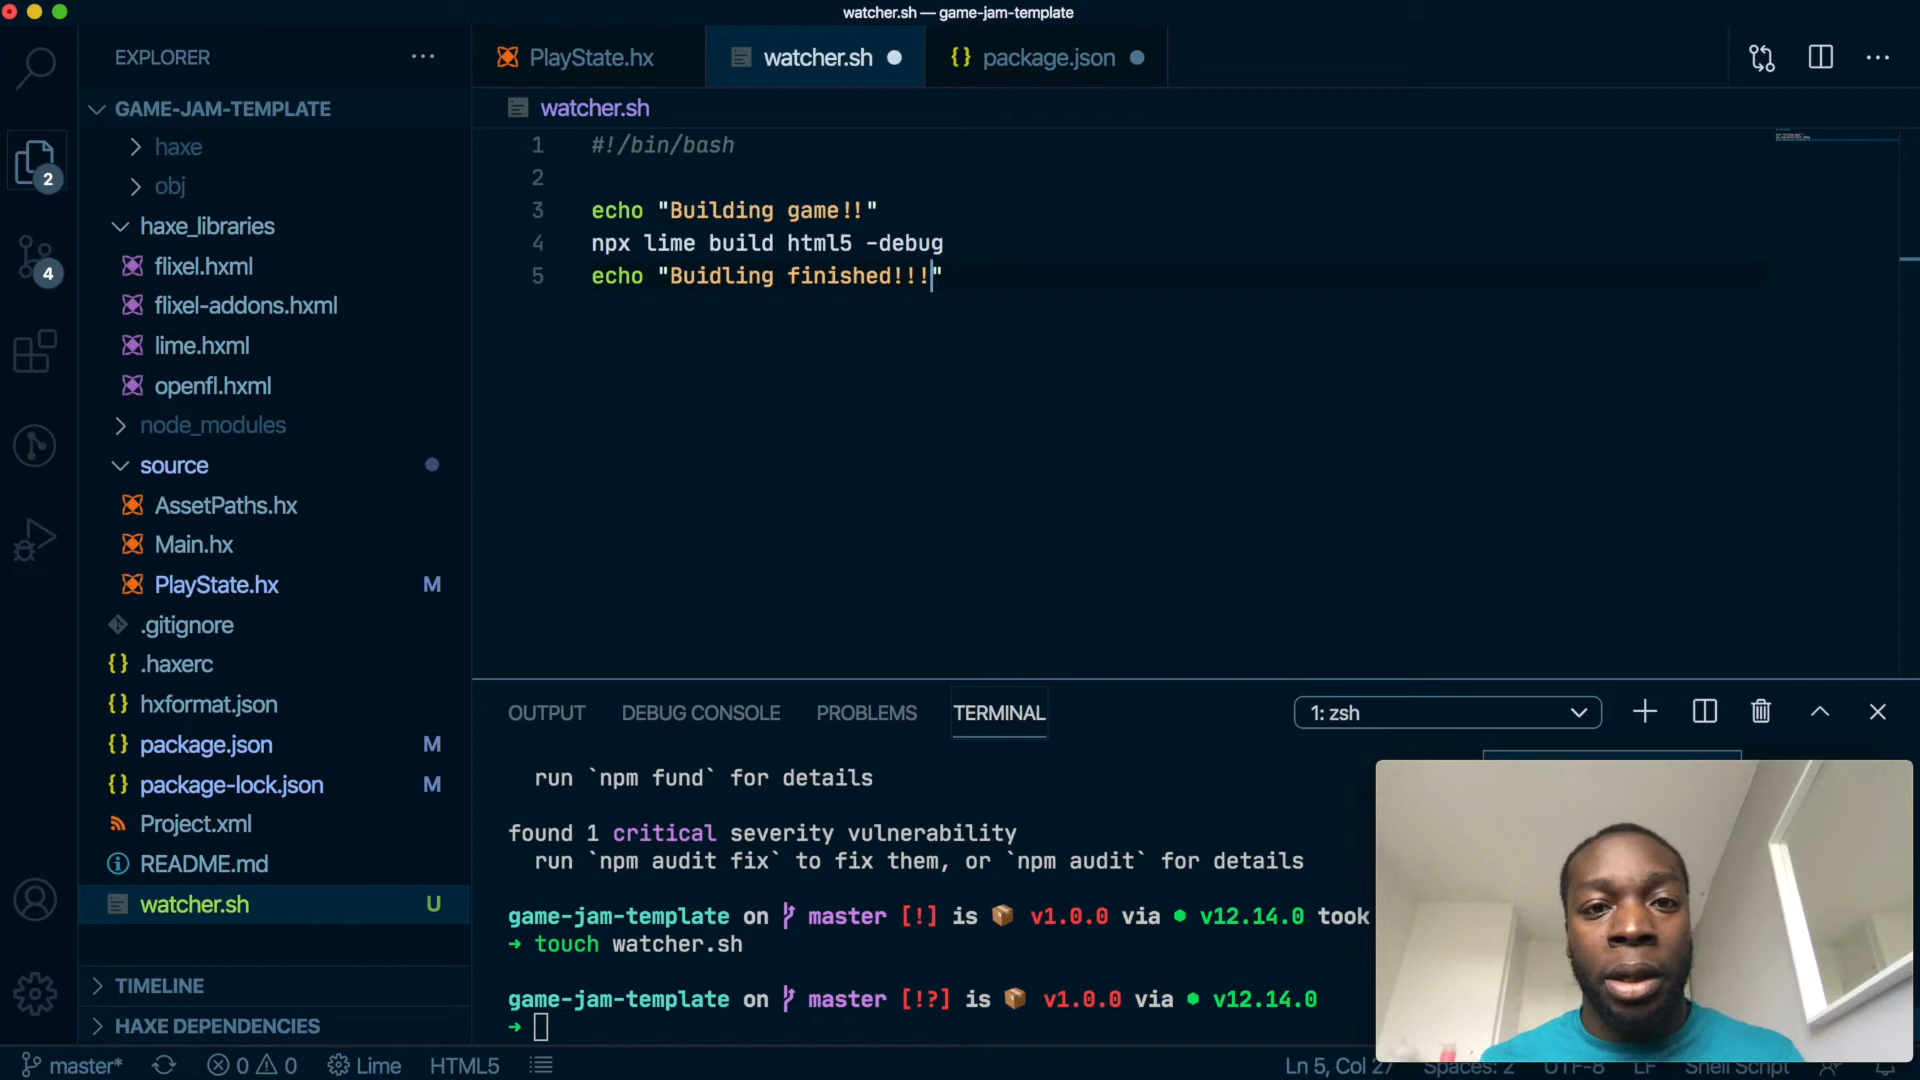 watcher.sh — game-jam-template
EXPLORER
GAME-JAM-TEMPLATE
haxe
obj
haxe_libraries
flixel.hxml
flixel-addons.hxml
lime.hxml
openfl.hxml
node_modules
source
AssetPaths.hx
Main.hx
PlayState.hx M
.gitignore
.haxerc
hxformat.json
package.json M
package-lock.json M
Project.xml
README.md
watcher.sh U
TIMELINE
HAXE DEPENDENCIES
2
4
PlayState.hx watcher.sh package.json
watcher.sh
1 #!/bin/bash
2
3 echo "Building game!!"
4 npx lime build html5 -debug
5 echo "Buidling finished!!!"
OUTPUT DEBUG CONSOLE PROBLEMS TERMINAL 1: zsh
run `npm fund` for details
found 1 critical severity vulnerability
run `npm audit fix` to fix them, or `npm audit` for details
game-jam-template on master [!] is v1.0.0 via v12.14.0 took
→ touch watcher.sh
game-jam-template on master [!?] is v1.0.0 via v12.14.0
→
master* 0 0 Lime HTML5 Ln 5, Col 27 Spaces: 2 UTF-8 LF Shell Script